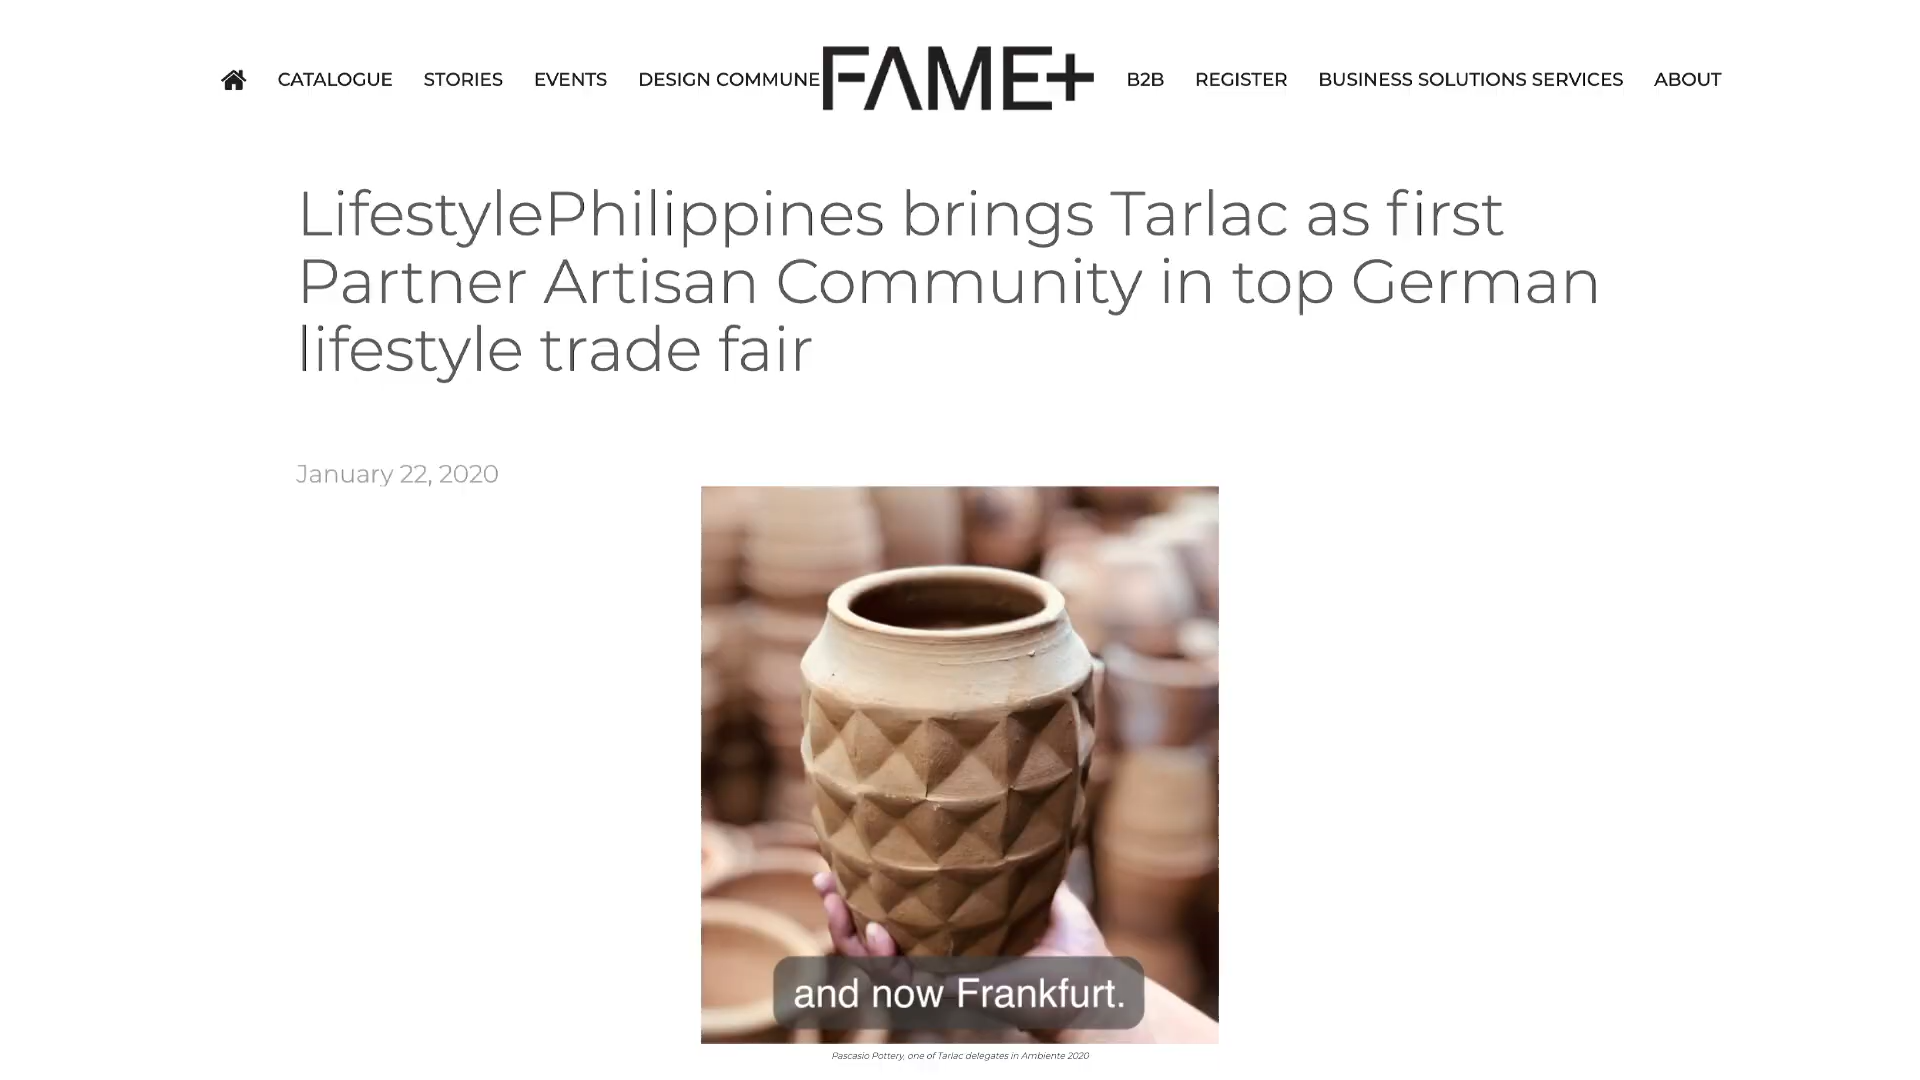 CATALOGUE STORIES EVENTS DESIGN COMMUNE FAME+ B2B REGISTER BUSINESS SOLUTIONS SERVICES ABOUT
LifestylePhilippines brings Tarlac as first
Partner Artisan Community in top German
lifestyle trade fair
January 22, 2020
and now Frankfurt.
Pascasio Pottery, one of Tarlac delegates in Ambiente 2020